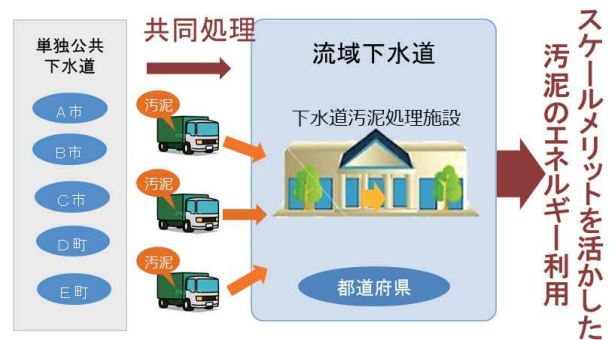 単独公共
下水道
A市
B市
C市
D町
E町
共同処理
汚泥
汚泥
汚泥
流域下水道
下水道汚泥処理施設
都道府県
スケールメリットを活かした
汚泥のエネルギー利用